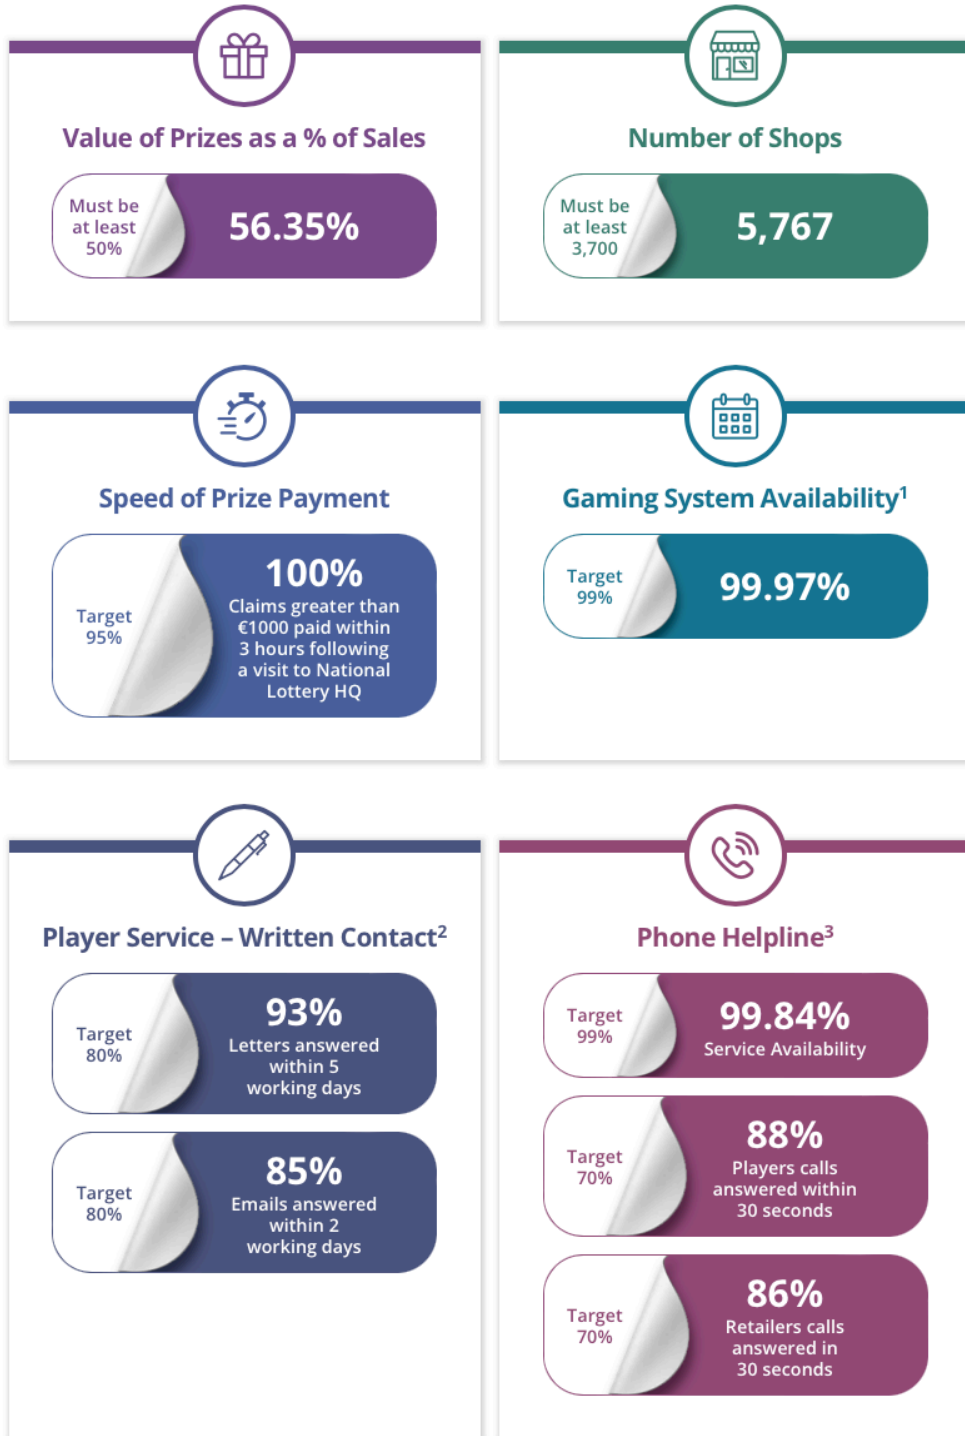 Value of Prizes as a % of Sales
Must be
at least
50%
56.35%
Number of Shops
Must be
at least
3,700
5,767
Speed of Prize Payment
Target
95%
100%
Claims greater than
€1000 paid within
3 hours following
a visit to National
Lottery HQ
Gaming System Availability¹
Target
99%
99.97%
Player Service – Written Contact²
Target
80%
93%
Letters answered
within 5
working days
Target
80%
85%
Emails answered
within 2
working days
Phone Helpline³
Target
99%
99.84%
Service Availability
Target
70%
88%
Players calls
answered within
30 seconds
Target
70%
86%
Retailers calls
answered in
30 seconds